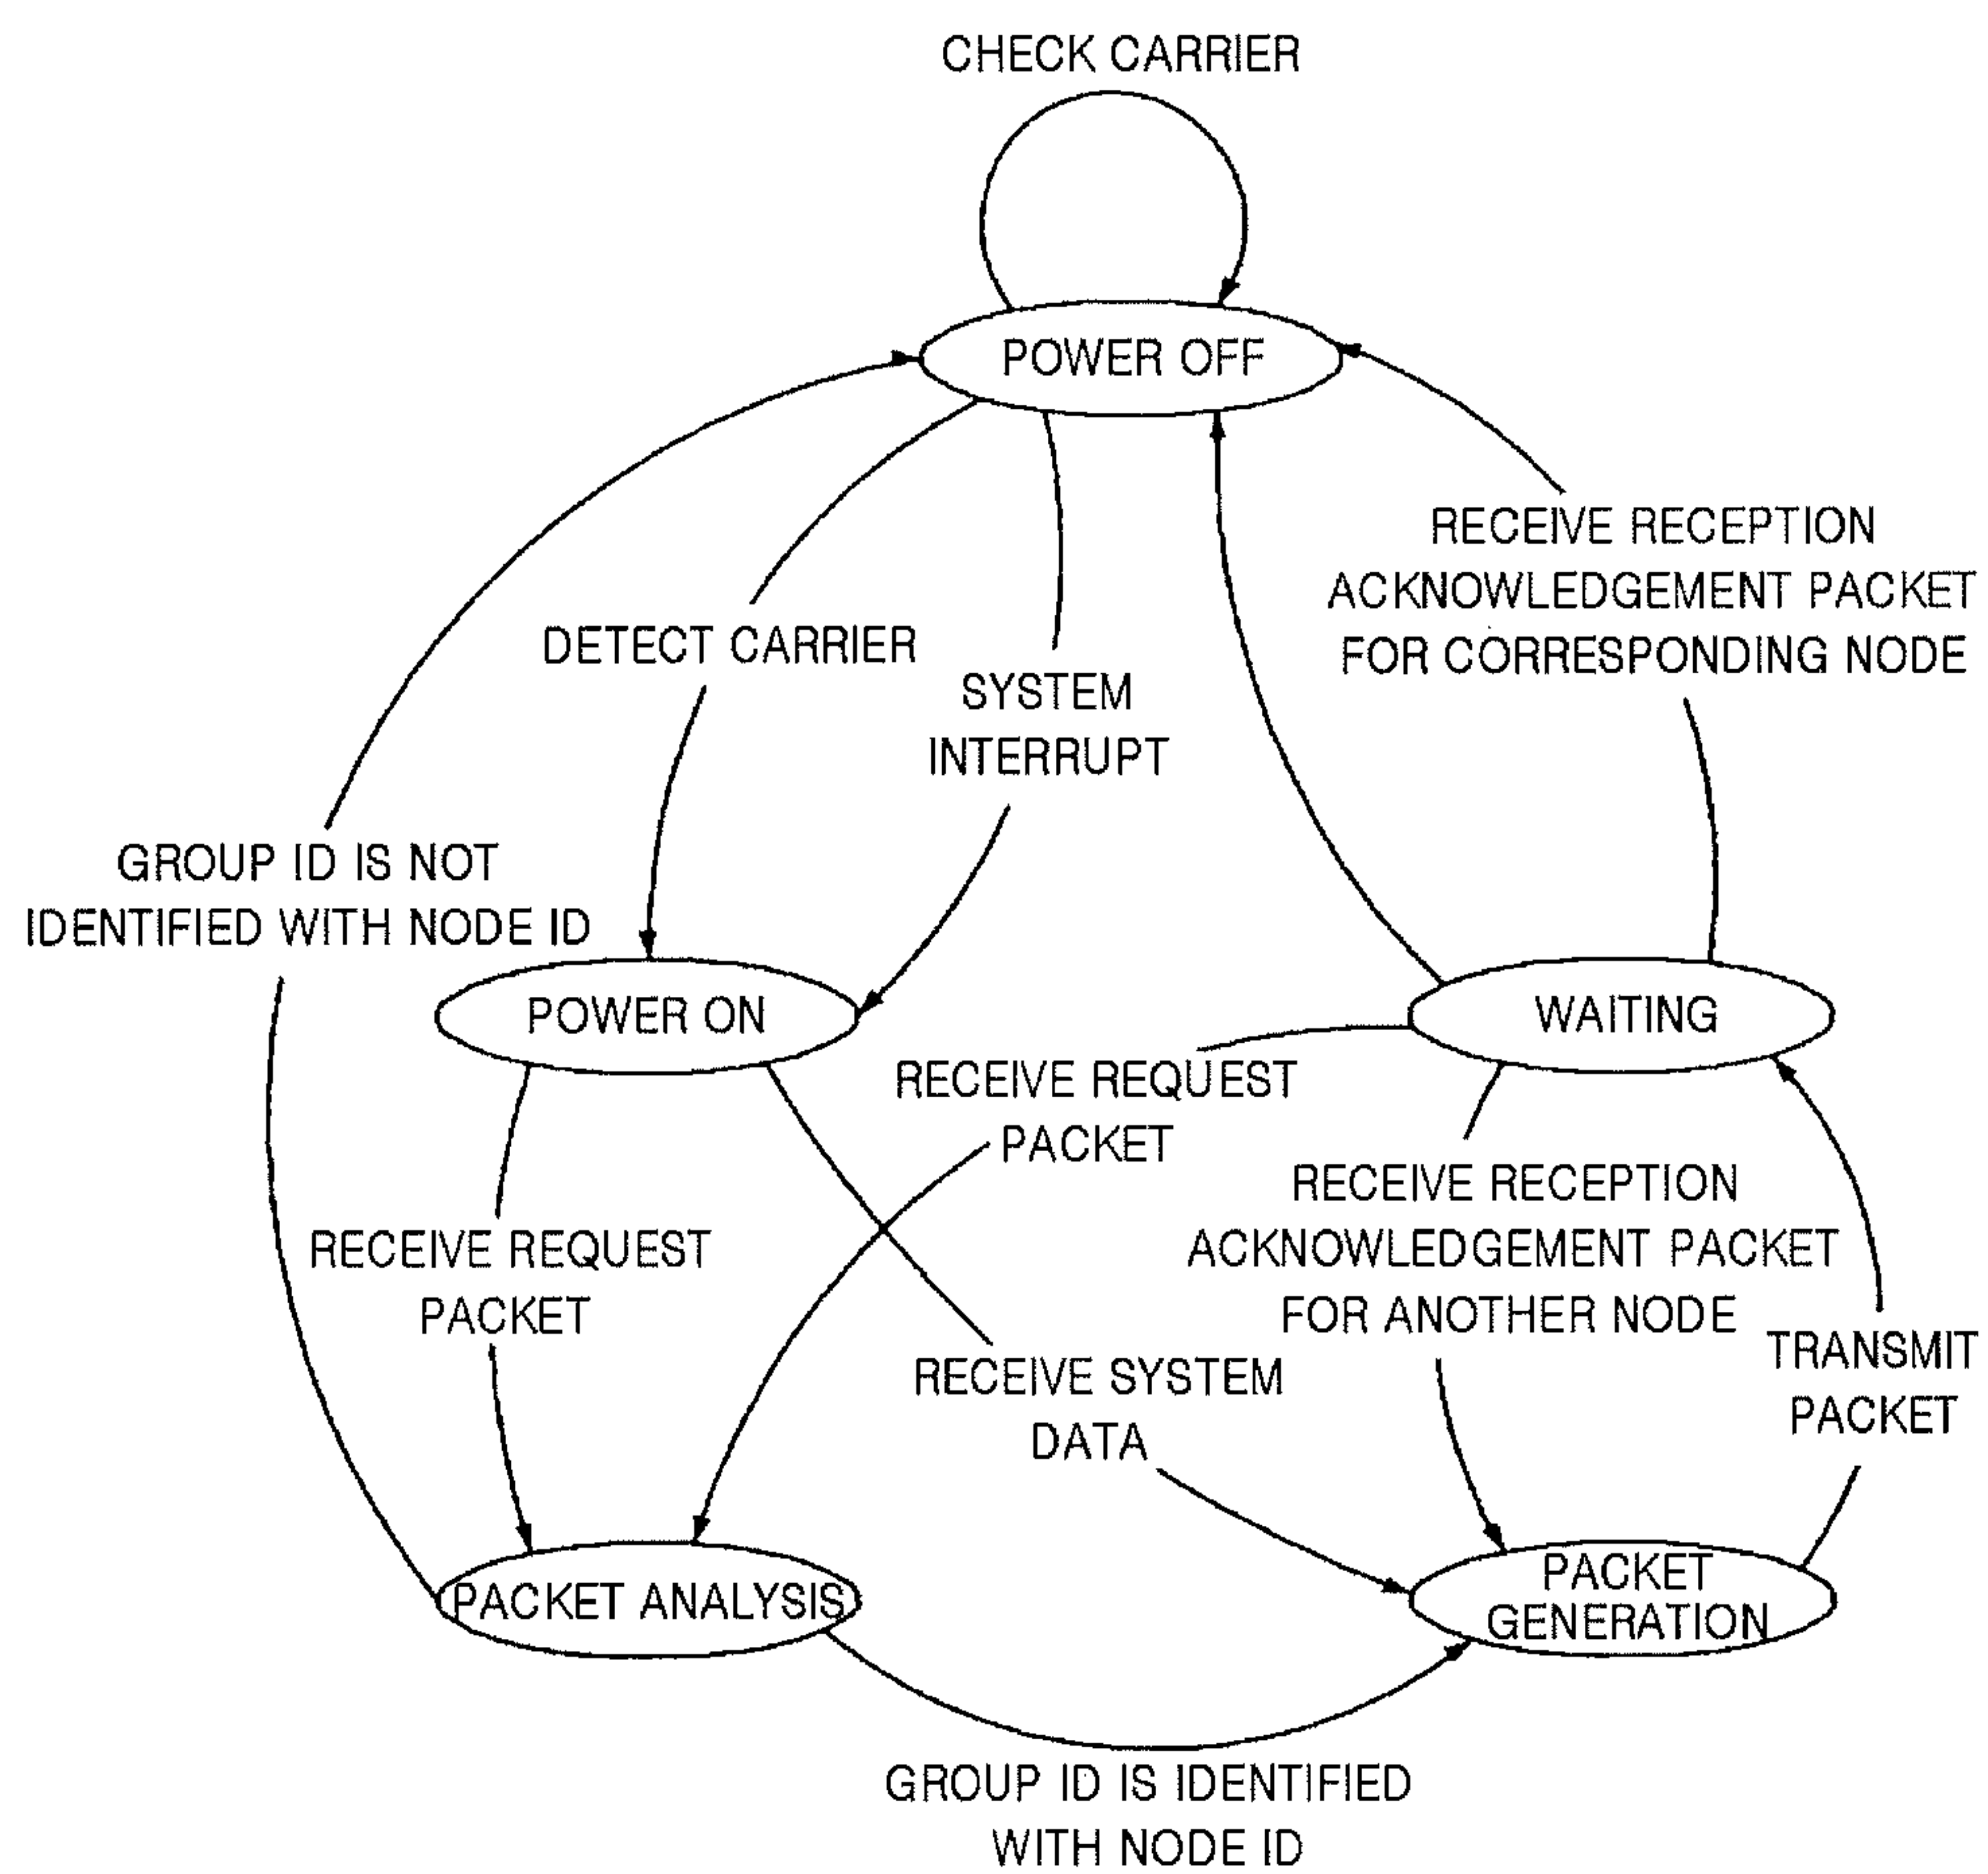 CHECK CARRIER
POWER OFF
RECEIVE RECEPTION
ACKNOWLEDGEMENT PACKET
FOR CORRESPONDING NODE
DETECT CARRIER
SYSTEM
INTERRUPT
GROUP ID IS NOT
IDENTIFIED WITH NODE ID
POWER ON
WAITING
RECEIVE REQUEST
PACKET
RECEIVE RECEPTION
ACKNOWLEDGEMENT PACKET
FOR ANOTHER NODE
RECEIVE REQUEST
PACKET
TRANSMIT
PACKET
RECEIVE SYSTEM
DATA
PACKET ANALYSIS
PACKET
GENERATION
GROUP ID IS IDENTIFIED
WITH NODE ID